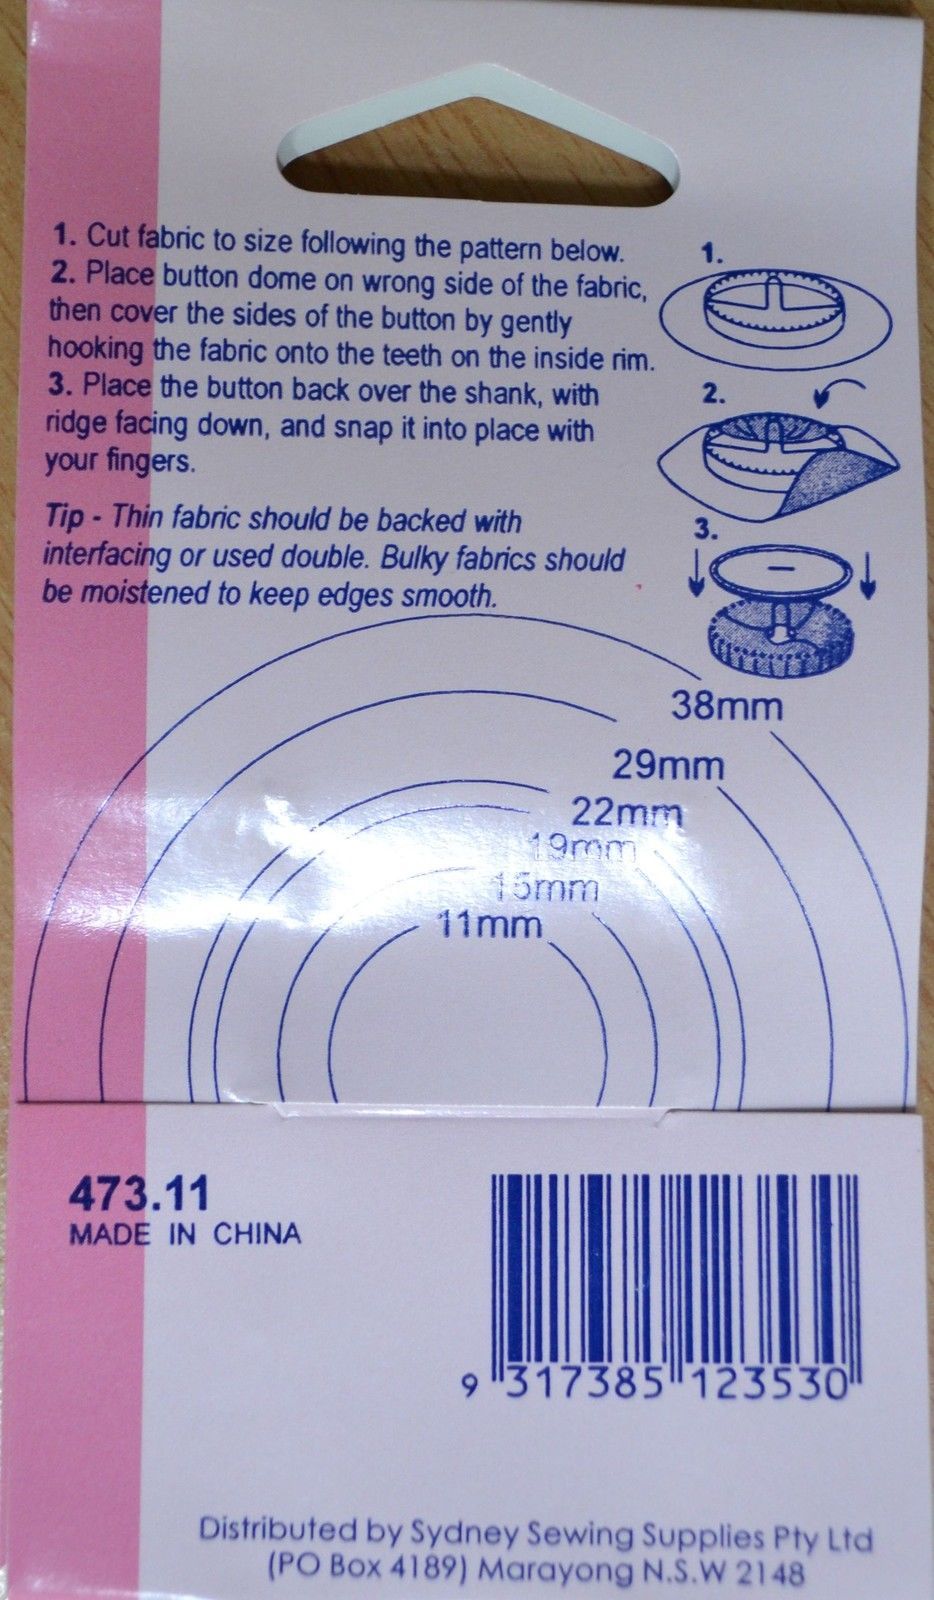 1. Cut fabric to size following the pattern below.
2. Place button dome on wrong side of the fabric,
then cover the sides of the button by gently
hooking the fabric onto the teeth on the inside rim.
3. Place the button back over the shank, with
ridge facing down, and snap it into place with
your fingers.
Tip - Thin fabric should be backed with
interfacing or used double. Bulky fabrics should
be moistened to keep edges smooth.
1.
2.
3.
38mm
29mm
22mm
19mm
15mm
11mm
473.11
MADE IN CHINA
9 317385 123530
Distributed by Sydney Sewing Supplies Pty Ltd
(PO Box 4189) Marayong N.S.W 2148